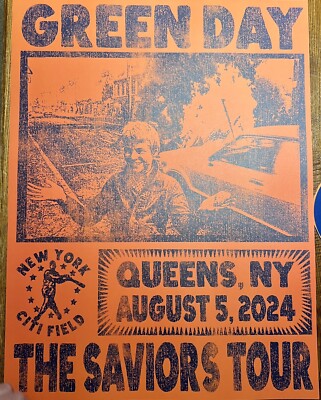 GREEN DAY
NEW YORK
CITI FIELD
QUEENS, NY
AUGUST 5, 2024
THE SAVIORS TOUR